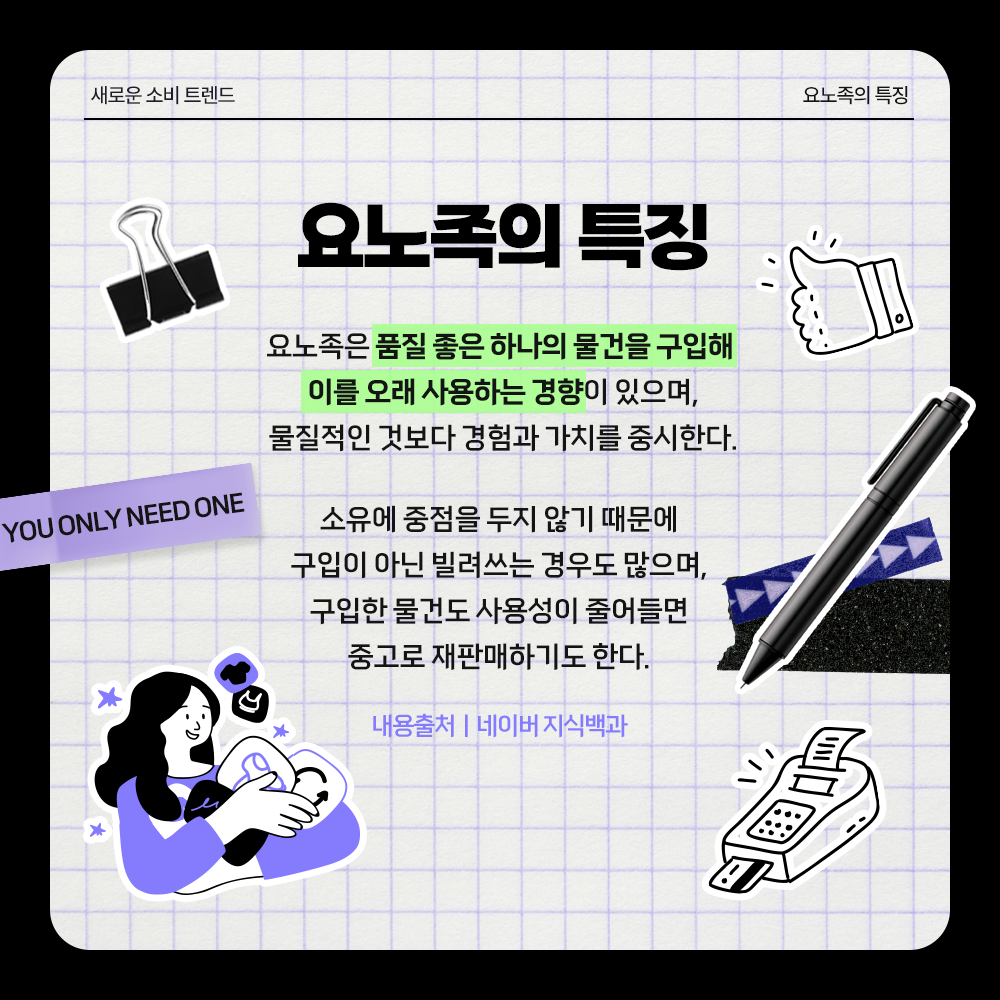 새로운 소비 트렌드
요노족의 특징
요노족의 특징
요노족은 품질 좋은 하나의 물건을 구입해
이를 오래 사용하는 경향이 있으며,
물질적인 것보다 경험과 가치를 중시한다.
YOU ONLY NEED ONE
소유에 중점을 두지 않기 때문에
구입이 아닌 빌려쓰는 경우도 많으며,
구입한 물건도 사용성이 줄어들면
중고로 재판매하기도 한다.
내용출처 | 네이버 지식백과